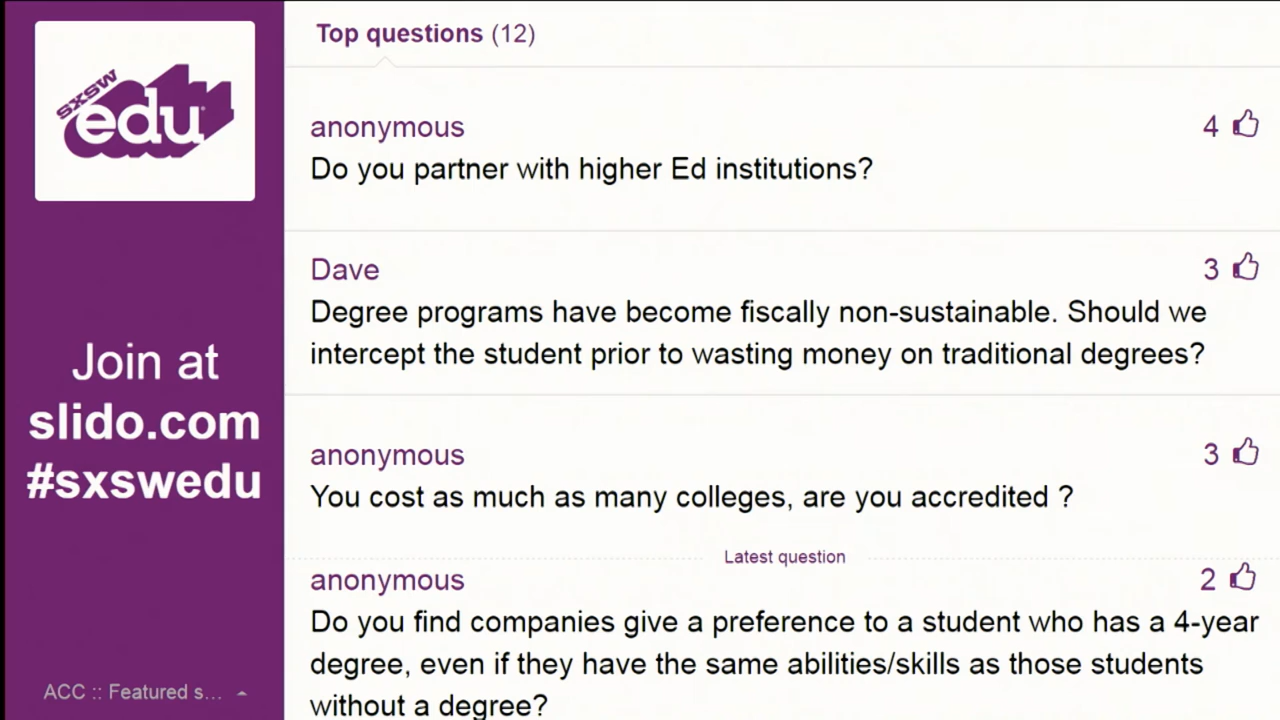 sxsw
edu
Join at
slido.com
#sxswedu
ACC :: Featured s...
Top questions (12)
anonymous
4
Do you partner with higher Ed institutions?
Dave
3
Degree programs have become fiscally non-sustainable. Should we
intercept the student prior to wasting money on traditional degrees?
anonymous
3
You cost as much as many colleges, are you accredited ?
Latest question
anonymous
2
Do you find companies give a preference to a student who has a 4-year
degree, even if they have the same abilities/skills as those students
without a degree?